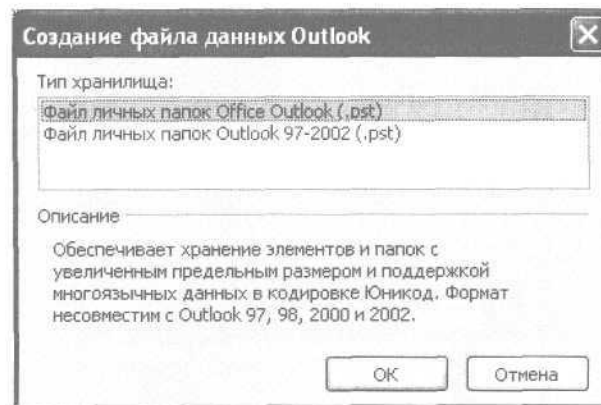 Создание файла данных Outlook
Тип хранилища:
Файл личных папок Office Outlook (.pst)
Файл личных папок Outlook 97-2002 (.pst)
Описание
Обеспечивает хранение элементов и папок с
увеличенным предельным размером и поддержкой
многоязычных данных в кодировке Юникод. Формат
несовместим с Outlook 97, 98, 2000 и 2002.
ОК
Отмена